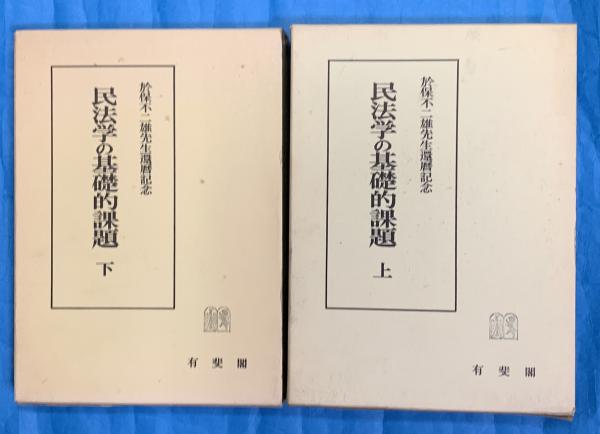 於保不二雄先生還暦記念
民法学の基礎的課題 上
有斐閣
於保不二雄先生還暦記念
民法学の基礎的課題 下
有斐閣